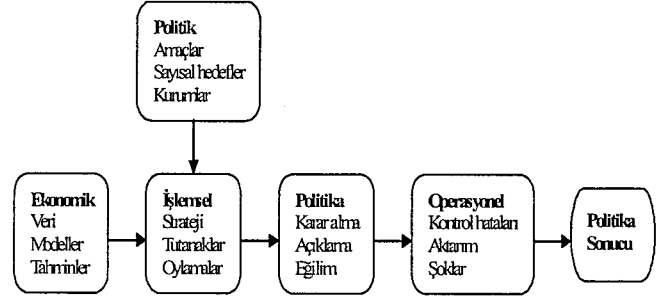 Politik
Amaçlar
Sayısal hedefler
Kurumlar
Ekonomik
Veri
Modeller
Tahminler
İşlemsel
Strateji
Tutanaklar
Oylamalar
Politika
Karar alma
Açıklama
Eğilim
Operasyonel
Kontrol hataları
Aktarım
Şoklar
Politika
Sonucu